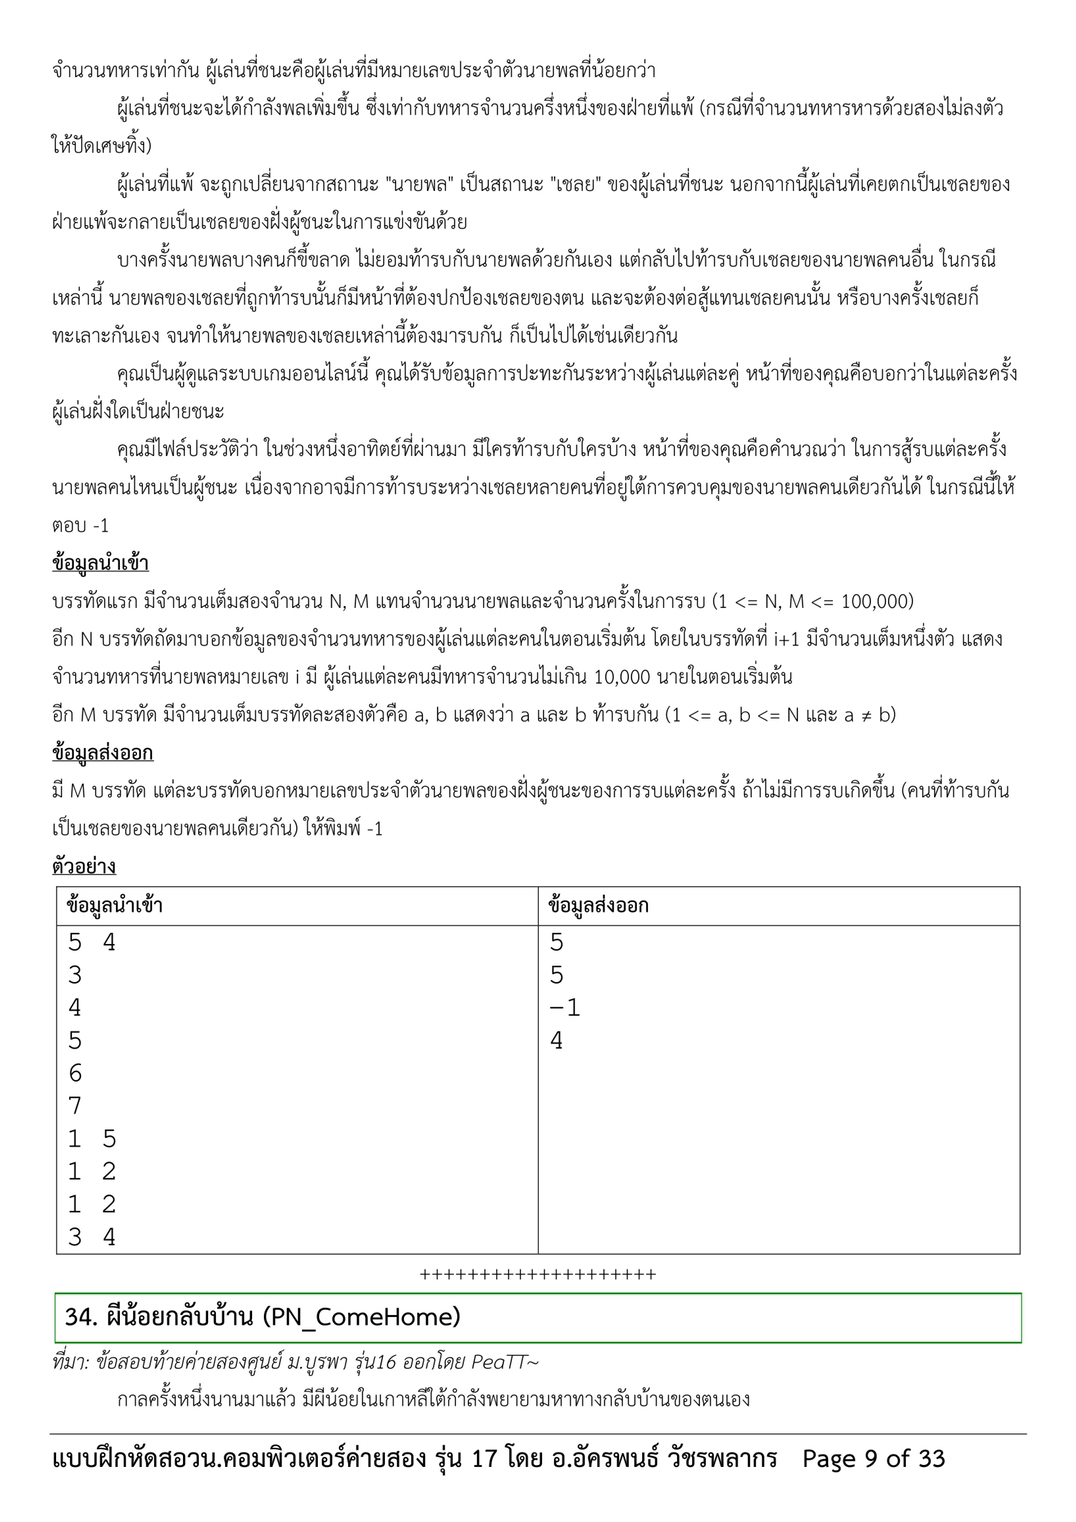 จำนวนทหารเท่ากัน ผู้เล่นที่ชนะคือผู้เล่นที่มีหมายเลขประจำตัวนายพลที่น้อยกว่า
ผู้เล่นที่ชนะจะได้กำลังพลเพิ่มขึ้น ซึ่งเท่ากับทหารจำนวนครึ่งหนึ่งของฝ่ายที่แพ้ (กรณีที่จำนวนทหารหารด้วยสองไม่ลงตัว
ให้ปัดเศษทิ้ง)
ผู้เล่นที่แพ้ จะถูกเปลี่ยนจากสถานะ "นายพล" เป็นสถานะ "เชลย" ของผู้เล่นที่ชนะ นอกจากนี้ผู้เล่นที่เคยตกเป็นเชลยของ
ฝ่ายแพ้จะกลายเป็นเชลยของฝั่งผู้ชนะในการแข่งขันด้วย
บางครั้งนายพลบางคนก็ขี้ขลาด ไม่ยอมท้ารบกับนายพลด้วยกันเอง แต่กลับไปท้ารบกับเชลยของนายพลคนอื่น ในกรณี
เหล่านี้ นายพลของเชลยที่ถูกท้ารบนั้นก็มีหน้าที่ต้องปกป้องเชลยของตน และจะต้องต่อสู้แทนเชลยคนนั้น หรือบางครั้งเชลยก็
ทะเลาะกันเอง จนทำให้นายพลของเชลยเหล่านี้ต้องมารบกัน ก็เป็นไปได้เช่นเดียวกัน
คุณเป็นผู้ดูแลระบบเกมออนไลน์นี้ คุณได้รับข้อมูลการปะทะกันระหว่างผู้เล่นแต่ละคู่ หน้าที่ของคุณคือบอกว่าในแต่ละครั้ง
ผู้เล่นฝั่งใดเป็นฝ่ายชนะ
คุณมีไฟล์ประวัติว่า ในช่วงหนึ่งอาทิตย์ที่ผ่านมา มีใครท้ารบกับใครบ้าง หน้าที่ของคุณคือคำนวณว่า ในการสู้รบแต่ละครั้ง
นายพลคนไหนเป็นผู้ชนะ เนื่องจากอาจมีการท้ารบระหว่างเชลยหลายคนที่อยู่ใต้การควบคุมของนายพลคนเดียวกันได้ ในกรณีนี้ให้
ตอบ -1
ข้อมูลนำเข้า
บรรทัดแรก มีจำนวนเต็มสองจำนวน N, M แทนจำนวนนายพลและจำนวนครั้งในการรบ (1 <= N, M <= 100,000)
อีก N บรรทัดถัดมาบอกข้อมูลของจำนวนทหารของผู้เล่นแต่ละคนในตอนเริ่มต้น โดยในบรรทัดที่ i+1 มีจำนวนเต็มหนึ่งตัว แสดง
จำนวนทหารที่นายพลหมายเลข i มี ผู้เล่นแต่ละคนมีทหารจำนวนไม่เกิน 10,000 นายในตอนเริ่มต้น
อีก M บรรทัด มีจำนวนเต็มบรรทัดละสองตัวคือ a, b แสดงว่า a และ b ท้ารบกัน (1 <= a, b <= N และ a ≠ b)
ข้อมูลส่งออก
มี M บรรทัด แต่ละบรรทัดบอกหมายเลขประจำตัวนายพลของฝั่งผู้ชนะของการรบแต่ละครั้ง ถ้าไม่มีการรบเกิดขึ้น (คนที่ท้ารบกัน
เป็นเชลยของนายพลคนเดียวกัน) ให้พิมพ์ -1
ตัวอย่าง
ข้อมูลนำเข้า
5 4
3
4
5
6
7
1 5
1 2
1 2
3 4
ข้อมูลส่งออก
5
5
-1
4
++++++++++++++++++++
34. ผีน้อยกลับบ้าน (PN_ComeHome)
ที่มา: ข้อสอบท้ายค่ายสองศูนย์ ม.บูรพา รุ่น16 ออกโดย PeaTT~
กาลครั้งหนึ่งนานมาแล้ว มีผีน้อยในเกาหลีใต้กำลังพยายามหาทางกลับบ้านของตนเอง
แบบฝึกหัดสอวน.คอมพิวเตอร์ค่ายสอง รุ่น 17 โดย อ.อัครพนธ์ วัชรพลากร Page 9 of 33